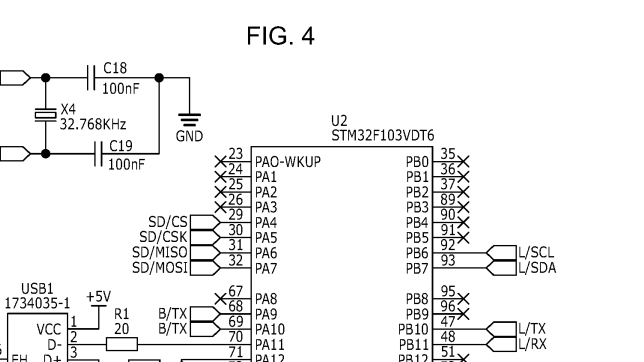 FIG. 4
C18
100nF
X4
32.768KHz
C19
100nF
GND
U2
STM32F103VDT6
23 PAO-WKUP PB0 35
24 PA1 PB1 36
25 PA2 PB2 37
26 PA3 PB3 89
SD/CS 29 PA4 PB4 90
SD/CSK 30 PA5 PB5 91
SD/MISO 31 PA6 PB6 92 L/SCL
SD/MOSI 32 PA7 PB7 93 L/SDA
67 PA8 PB8 95
B/TX 68 PA9 PB9 96
B/TX 69 PA10 PB10 47 L/TX
70 PA11 PB11 48 L/RX
71 PA12 PB12 51
USB1
1734035-1
+5V
R1
20
VCC 1
D- 2
D+ 3